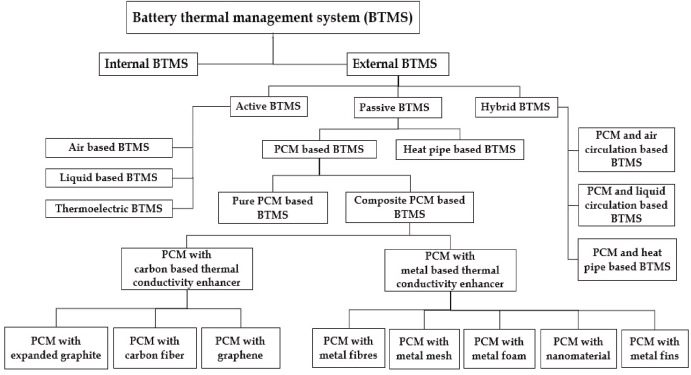 Battery thermal management system (BTMS)
Internal BTMS
External BTMS
Active BTMS
Passive BTMS
Hybrid BTMS
Air based BTMS
Liquid based BTMS
Thermoelectric BTMS
PCM based BTMS
Heat pipe based BTMS
PCM and air
circulation based
BTMS
PCM and liquid
circulation based
BTMS
PCM and heat
pipe based BTMS
Pure PCM based
BTMS
Composite PCM based
BTMS
PCM with
carbon based thermal
conductivity enhancer
PCM with
metal based thermal
conductivity enhancer
PCM with
expanded graphite
PCM with
carbon fiber
PCM with
graphene
PCM with
metal fibres
PCM with
metal mesh
PCM with
metal foam
PCM with
nanomaterial
PCM with
metal fins